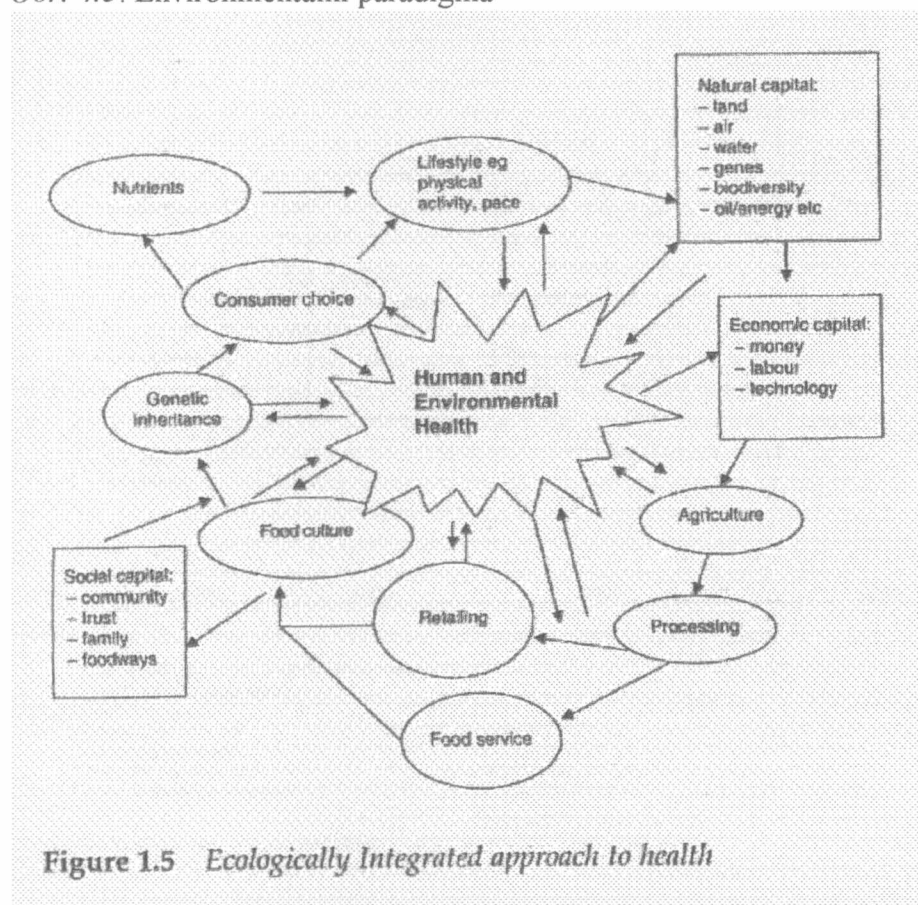 Environmentální paradigma
Natural capital:
– land
– air
– water
– genes
– biodiversity
– oil/energy etc
Lifestyle eg
physical
activity, pace
Nutrients
Consumer choice
Economic capital:
– money
– labour
– technology
Human and
Environmental
Health
Genetic
inheritance
Agriculture
Food culture
Social capital:
– community
– trust
– family
– foodways
Retailing
Processing
Food service
Figure 1.5 Ecologically Integrated approach to health